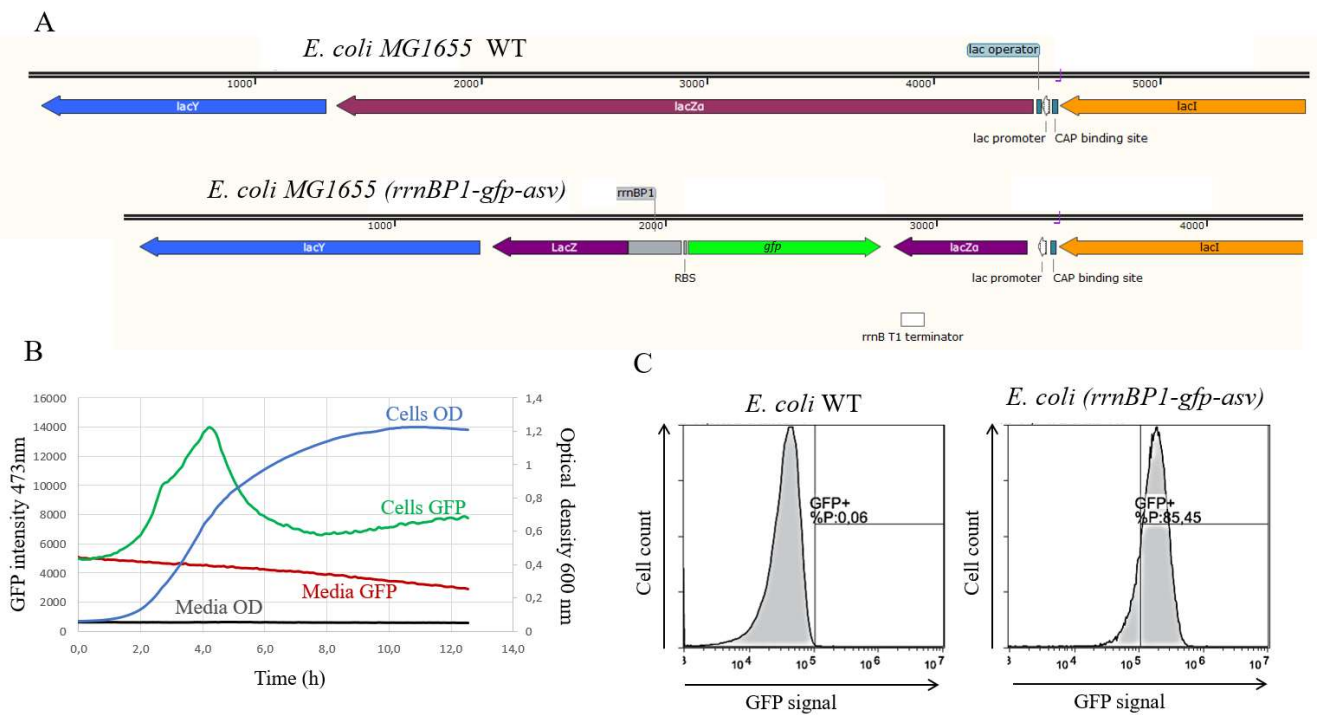 A
E. coli MG1655 WT
lac operator
1000 2000 3000 4000 5000
lacY lacZα lacI
lac promoter CAP binding site
E. coli MG1655 (rrnBP1-gfp-asv)
rrnBP1
1000 2000 3000 4000
lacY LacZ gfp lacZα lacI
RBS lac promoter CAP binding site
rrnB T1 terminator
B
16000 1,4
14000 1,2
12000 1
10000 0,8
8000 0,6
6000 0,4
4000 0,2
2000 0
0
Cells OD
Cells GFP
Media GFP
Media OD
GFP intensity 473nm
Optical density 600 nm
0,0 2,0 4,0 6,0 8,0 10,0 12,0 14,0
Time (h)
C
E. coli WT
GFP+
%P:0,06
Cell count
3 10⁴ 10⁵ 10⁶ 10⁷
GFP signal
E. coli (rrnBP1-gfp-asv)
GFP+
%P:85,45
Cell count
3 10⁴ 10⁵ 10⁶ 10⁷
GFP signal